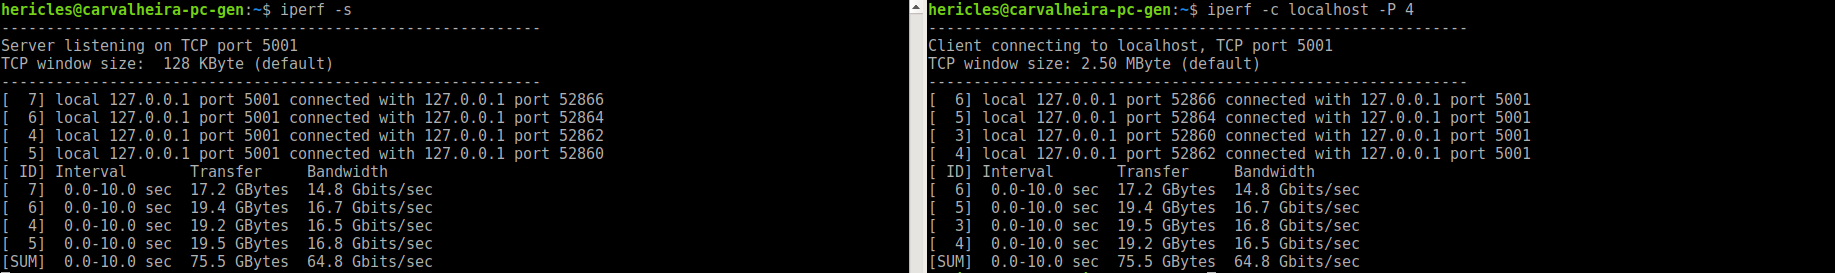 hericles@carvalheira-pc-gen:~$ iperf -s
------------------------------------------------------------
Server listening on TCP port 5001
TCP window size:  128 KByte (default)
------------------------------------------------------------
[  7] local 127.0.0.1 port 5001 connected with 127.0.0.1 port 52866
[  6] local 127.0.0.1 port 5001 connected with 127.0.0.1 port 52864
[  4] local 127.0.0.1 port 5001 connected with 127.0.0.1 port 52862
[  5] local 127.0.0.1 port 5001 connected with 127.0.0.1 port 52860
[ ID] Interval       Transfer     Bandwidth
[  7]  0.0-10.0 sec  17.2 GBytes  14.8 Gbits/sec
[  6]  0.0-10.0 sec  19.4 GBytes  16.7 Gbits/sec
[  4]  0.0-10.0 sec  19.2 GBytes  16.5 Gbits/sec
[  5]  0.0-10.0 sec  19.5 GBytes  16.8 Gbits/sec
[SUM]  0.0-10.0 sec  75.5 GBytes  64.8 Gbits/sec
hericles@carvalheira-pc-gen:~$ iperf -c localhost -P 4
------------------------------------------------------------
Client connecting to localhost, TCP port 5001
TCP window size: 2.50 MByte (default)
------------------------------------------------------------
[  6] local 127.0.0.1 port 52866 connected with 127.0.0.1 port 5001
[  5] local 127.0.0.1 port 52864 connected with 127.0.0.1 port 5001
[  3] local 127.0.0.1 port 52860 connected with 127.0.0.1 port 5001
[  4] local 127.0.0.1 port 52862 connected with 127.0.0.1 port 5001
[ ID] Interval       Transfer     Bandwidth
[  6]  0.0-10.0 sec  17.2 GBytes  14.8 Gbits/sec
[  5]  0.0-10.0 sec  19.4 GBytes  16.7 Gbits/sec
[  3]  0.0-10.0 sec  19.5 GBytes  16.8 Gbits/sec
[  4]  0.0-10.0 sec  19.2 GBytes  16.5 Gbits/sec
[SUM]  0.0-10.0 sec  75.5 GBytes  64.8 Gbits/sec